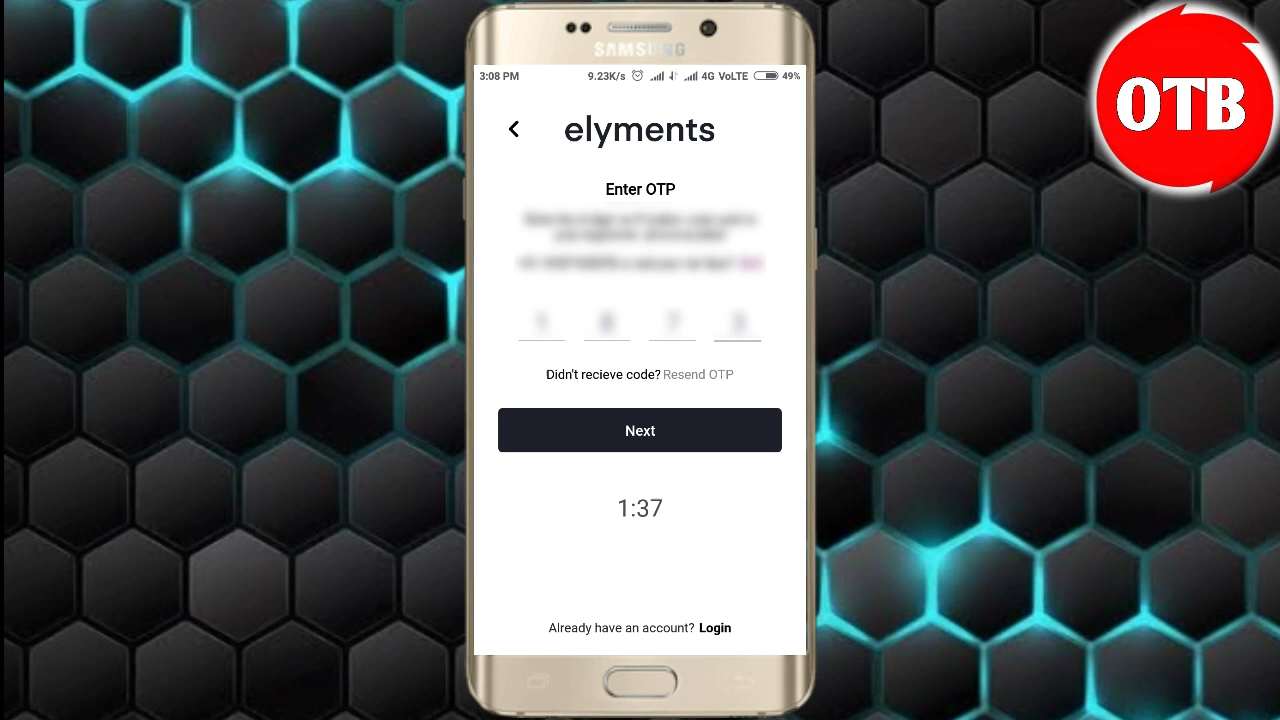 SAMSUNG
3:08 PM 9.23K/s 4G VoLTE 49%
OTB
elyments
Enter OTP
Didn't recieve code? Resend OTP
Next
1:37
Already have an account? Login